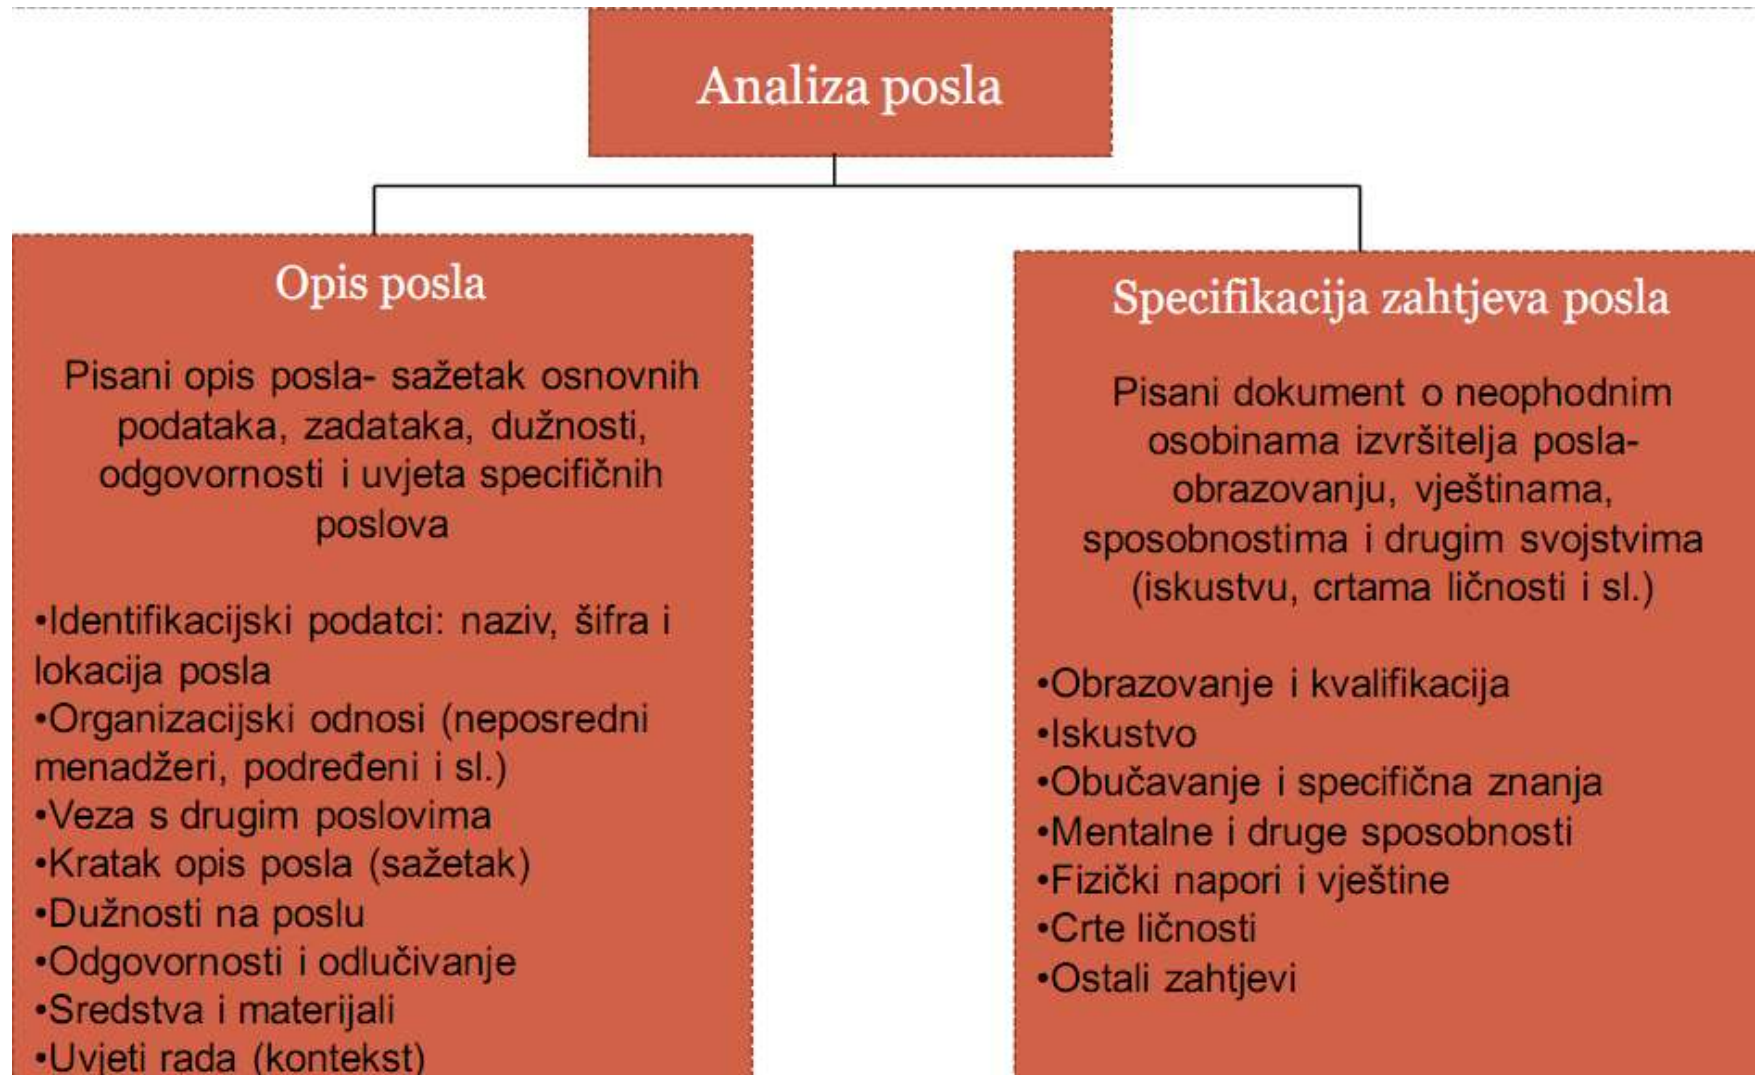 Analiza posla
Opis posla
Pisani opis posla- sažetak osnovnih
podataka, zadataka, dužnosti,
odgovornosti i uvjeta specifičnih
poslova
•Identifikacijski podatci: naziv, šifra i
lokacija posla
•Organizacijski odnosi (neposredni
menadžeri, podređeni i sl.)
•Veza s drugim poslovima
•Kratak opis posla (sažetak)
•Dužnosti na poslu
•Odgovornosti i odlučivanje
•Sredstva i materijali
•Uvjeti rada (kontekst)
Specifikacija zahtjeva posla
Pisani dokument o neophodnim
osobinama izvršitelja posla-
obrazovanju, vještinama,
sposobnostima i drugim svojstvima
(iskustvu, crtama ličnosti i sl.)
•Obrazovanje i kvalifikacija
•Iskustvo
•Obučavanje i specifična znanja
•Mentalne i druge sposobnosti
•Fizički napori i vještine
•Crte ličnosti
•Ostali zahtjevi